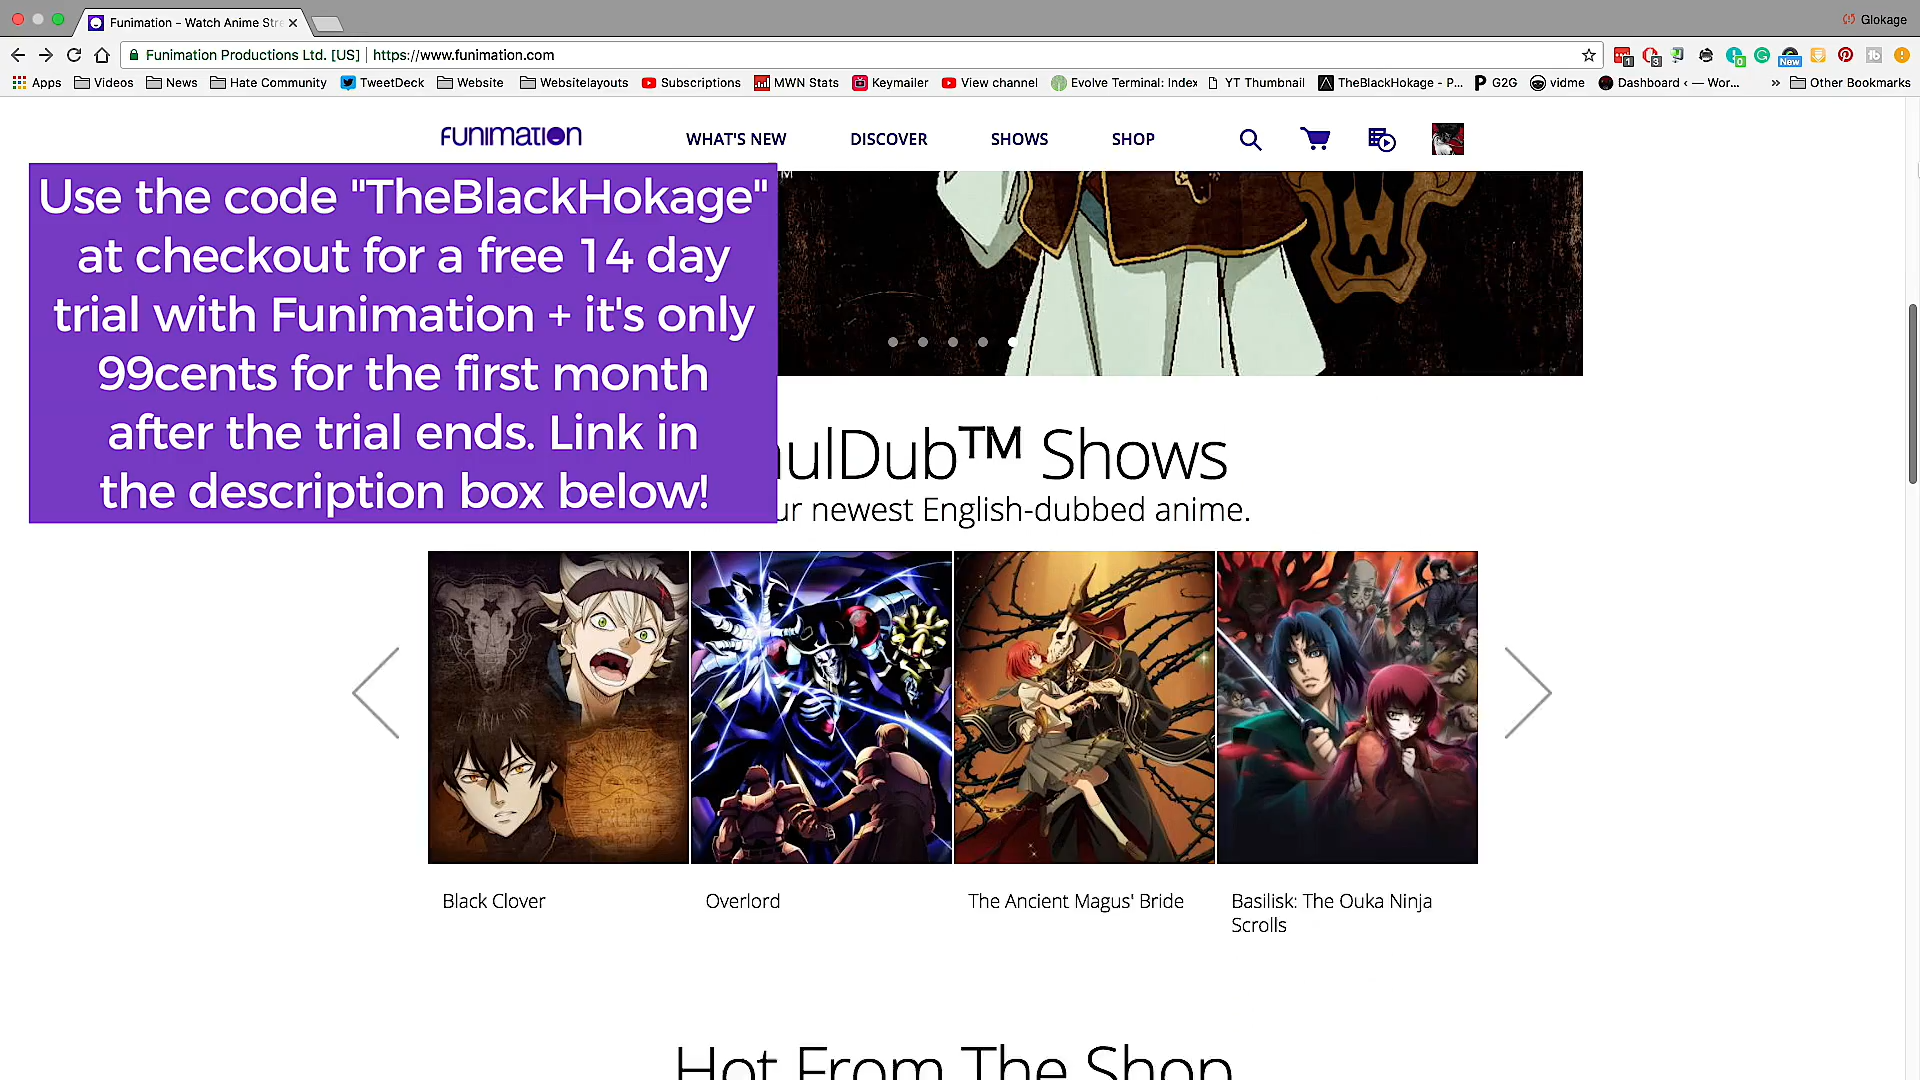 Funimation - Watch Anime Str
Glokage
Funimation Productions Ltd. [US] | https://www.funimation.com
1
3
0
New
Apps Videos News Hate Community TweetDeck Website Websitelayouts Subscriptions MWN Stats Keymailer View channel Evolve Terminal: Index YT Thumbnail TheBlackHokage - P... G2G vidme Dashboard ‹ — Wor... » Other Bookmarks
FUNIMATION WHAT'S NEW DISCOVER SHOWS SHOP
Use the code "TheBlackHokage"
at checkout for a free 14 day
trial with Funimation + it's only
99cents for the first month
after the trial ends. Link in
the description box below!
ulDub™ Shows
ur newest English-dubbed anime.
Black Clover
Overlord
The Ancient Magus' Bride
Basilisk: The Ouka Ninja
Scrolls
Hot From The Shop